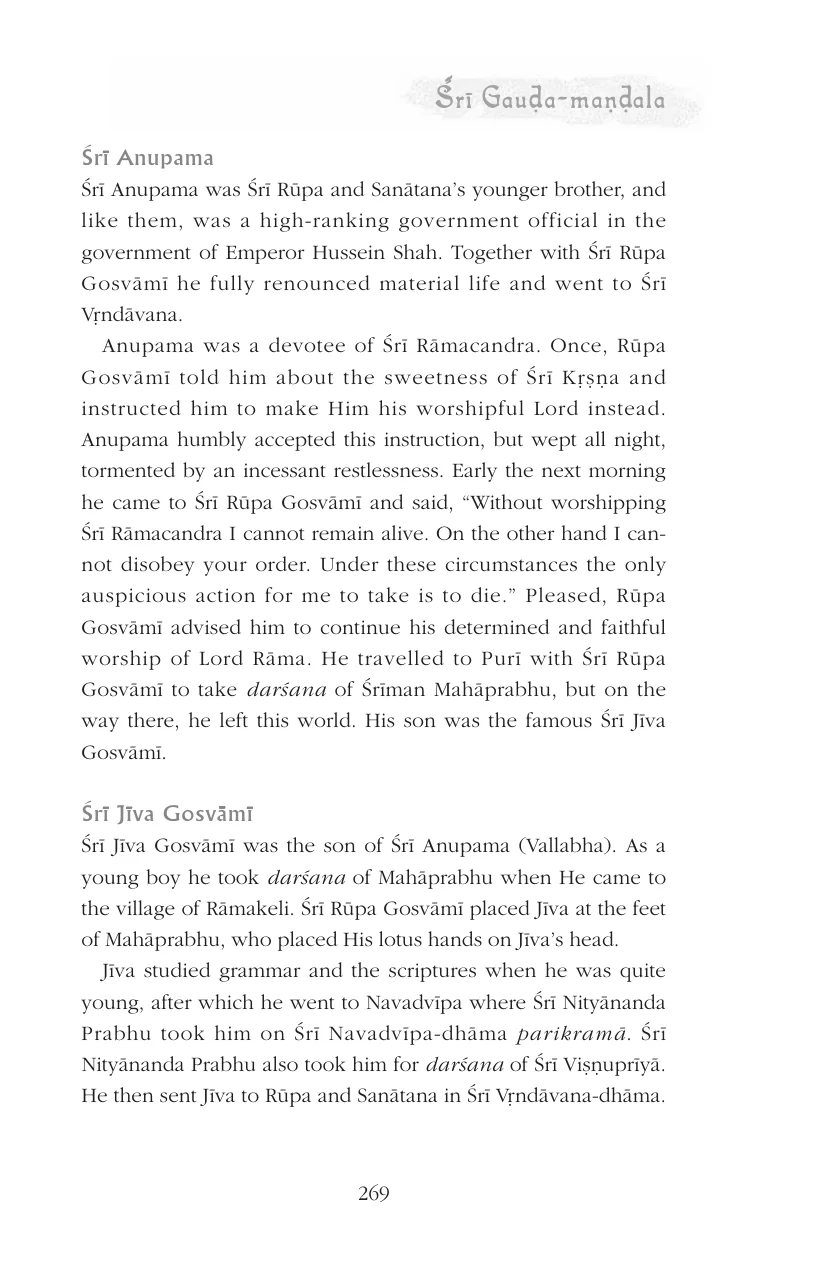 Śrī Gauḍa-maṇḍala
Śrī Anupama
Śrī Anupama was Śrī Rūpa and Sanātana’s younger brother, and
like them, was a high-ranking government official in the
government of Emperor Hussein Shah. Together with Śrī Rūpa
Gosvāmī he fully renounced material life and went to Śrī
Vṛndāvana.
Anupama was a devotee of Śrī Rāmacandra. Once, Rūpa
Gosvāmī told him about the sweetness of Śrī Kṛṣṇa and
instructed him to make Him his worshipful Lord instead.
Anupama humbly accepted this instruction, but wept all night,
tormented by an incessant restlessness. Early the next morning
he came to Śrī Rūpa Gosvāmī and said, “Without worshipping
Śrī Rāmacandra I cannot remain alive. On the other hand I can-
not disobey your order. Under these circumstances the only
auspicious action for me to take is to die.” Pleased, Rūpa
Gosvāmī advised him to continue his determined and faithful
worship of Lord Rāma. He travelled to Purī with Śrī Rūpa
Gosvāmī to take darśana of Śrīman Mahāprabhu, but on the
way there, he left this world. His son was the famous Śrī Jīva
Gosvāmī.
Śrī Jīva Gosvāmī
Śrī Jīva Gosvāmī was the son of Śrī Anupama (Vallabha). As a
young boy he took darśana of Mahāprabhu when He came to
the village of Rāmakeli. Śrī Rūpa Gosvāmī placed Jīva at the feet
of Mahāprabhu, who placed His lotus hands on Jīva’s head.
Jīva studied grammar and the scriptures when he was quite
young, after which he went to Navadvīpa where Śrī Nityānanda
Prabhu took him on Śrī Navadvīpa-dhāma parikramā. Śrī
Nityānanda Prabhu also took him for darśana of Śrī Viṣṇuprīyā.
He then sent Jīva to Rūpa and Sanātana in Śrī Vṛndāvana-dhāma.
269